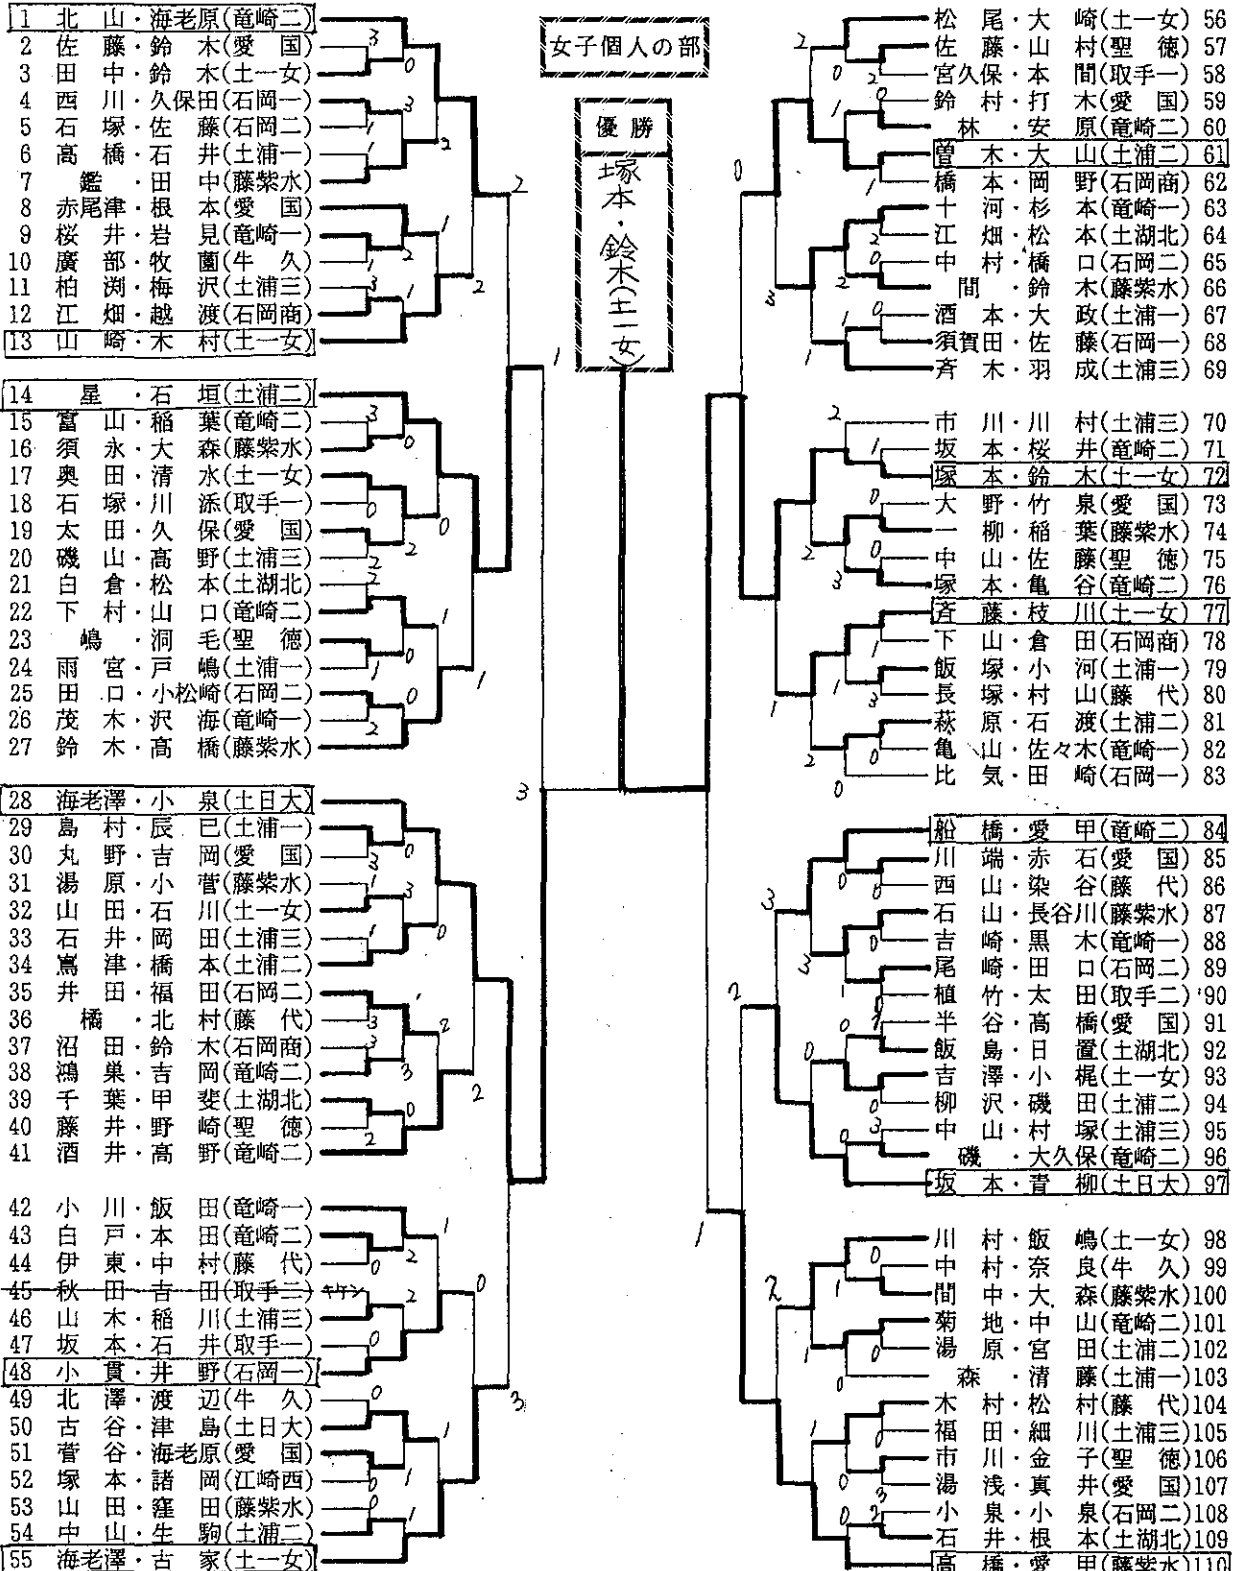 女子個人の部
優勝
塚本・鈴木(土一女)
1 北山・海老原(竜崎二)
2 佐藤・鈴木(愛国)
3 田中・鈴木(土一女)
4 西川・久保田(石岡一)
5 石塚・佐藤(石岡二)
6 高橋・石井(土浦一)
7 鑑・田中(藤紫水)
8 赤尾津・根本(愛国)
9 桜井・岩見(竜崎一)
10 廣部・牧薗(牛久)
11 柏渕・梅沢(土浦三)
12 江畑・越渡(石岡商)
13 山崎・木村(土一女)
14 星・石垣(土浦二)
15 富山・稲葉(竜崎二)
16 須永・大森(藤紫水)
17 奥田・清水(土一女)
18 石塚・川添(取手一)
19 太田・久保(愛国)
20 磯山・高野(土浦三)
21 白倉・松本(土湖北)
22 下村・山口(竜崎二)
23 嶋・洞毛(聖徳)
24 雨宮・戸嶋(土浦一)
25 田口・小松崎(石岡二)
26 茂木・沢海(竜崎一)
27 鈴木・高橋(藤紫水)
28 海老澤・小泉(土日大)
29 島村・辰巳(土浦一)
30 丸野・吉岡(愛国)
31 湯原・小菅(藤紫水)
32 山田・石川(土一女)
33 石井・岡田(土浦三)
34 嶌津・橋本(土浦二)
35 井田・福田(石岡二)
36 橘・北村(藤代)
37 沼田・鈴木(石岡商)
38 鴻巣・吉岡(竜崎二)
39 千葉・甲斐(土湖北)
40 藤井・野崎(聖徳)
41 酒井・高野(竜崎二)
42 小川・飯田(竜崎一)
43 白戸・本田(竜崎二)
44 伊東・中村(藤代)
45 秋田・吉田(取手二) キケン
46 山木・稲川(土浦三)
47 坂本・石井(取手一)
48 小貫・井野(石岡一)
49 北澤・渡辺(牛久)
50 古谷・津島(土日大)
51 菅谷・海老原(愛国)
52 塚本・諸岡(江崎西)
53 山田・窪田(藤紫水)
54 中山・生駒(土浦二)
55 海老澤・古家(土一女)
松尾・大崎(土一女) 56
佐藤・山村(聖徳) 57
宮久保・本間(取手一) 58
鈴村・打木(愛国) 59
林・安原(竜崎二) 60
曽木・大山(土浦二) 61
橋本・岡野(石岡商) 62
十河・杉本(竜崎一) 63
江畑・松本(土湖北) 64
中村・橋口(石岡二) 65
間・鈴木(藤紫水) 66
酒本・大政(土浦一) 67
須賀田・佐藤(石岡一) 68
斉木・羽成(土浦三) 69
市川・川村(土浦三) 70
坂本・桜井(竜崎二) 71
塚本・鈴木(土一女) 72
大野・竹泉(愛国) 73
一柳・稲葉(藤紫水) 74
中山・佐藤(聖徳) 75
塚本・亀谷(竜崎二) 76
斉藤・枝川(土一女) 77
下山・倉田(石岡商) 78
飯塚・小河(土浦一) 79
長塚・村山(藤代) 80
萩原・石渡(土浦二) 81
亀山・佐々木(竜崎一) 82
比気・田崎(石岡一) 83
船橋・愛甲(竜崎二) 84
川端・赤石(愛国) 85
西山・染谷(藤代) 86
石山・長谷川(藤紫水) 87
吉崎・黒木(竜崎一) 88
尾崎・田口(石岡二) 89
植竹・太田(取手二) 90
半谷・高橋(愛国) 91
飯島・日置(土湖北) 92
吉澤・小梶(土一女) 93
柳沢・磯田(土浦二) 94
中山・村塚(土浦三) 95
磯・大久保(竜崎二) 96
坂本・青柳(土日大) 97
川村・飯嶋(土一女) 98
中村・奈良(牛久) 99
間中・大森(藤紫水)100
菊地・中山(竜崎二)101
湯原・宮田(土浦二)102
森・清藤(土浦一)103
木村・松村(藤代)104
福田・細川(土浦三)105
市川・金子(聖徳)106
湯浅・真井(愛国)107
小泉・小泉(石岡二)108
石井・根本(土湖北)109
高橋・愛甲(藤紫水)110